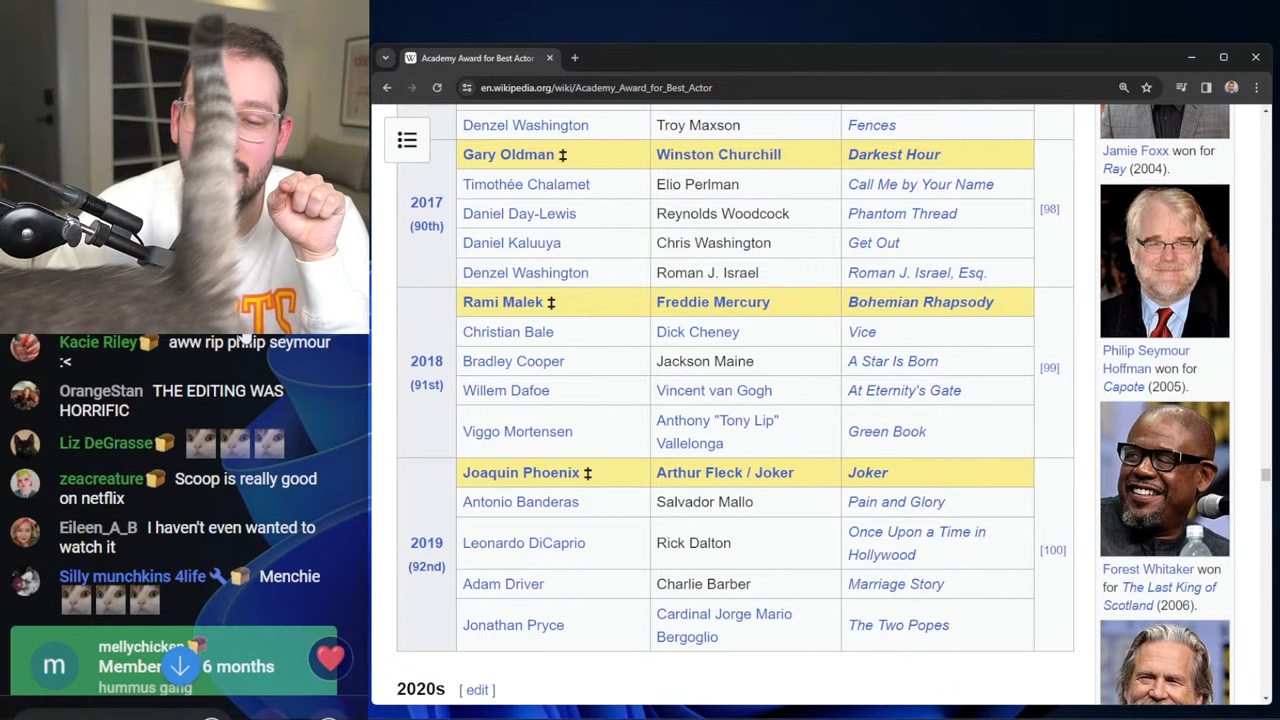 Academy Award for Best Actor
en.wikipedia.org/wiki/Academy_Award_for_Best_Actor
Denzel Washington Troy Maxson Fences
2017
(90th)
Gary Oldman ‡ Winston Churchill Darkest Hour
Timothée Chalamet Elio Perlman Call Me by Your Name
Daniel Day-Lewis Reynolds Woodcock Phantom Thread
Daniel Kaluuya Chris Washington Get Out
Denzel Washington Roman J. Israel Roman J. Israel, Esq.
[98]
2018
(91st)
Rami Malek ‡ Freddie Mercury Bohemian Rhapsody
Christian Bale Dick Cheney Vice
Bradley Cooper Jackson Maine A Star Is Born
Willem Dafoe Vincent van Gogh At Eternity's Gate
Viggo Mortensen Anthony "Tony Lip"
Vallelonga Green Book
[99]
2019
(92nd)
Joaquin Phoenix ‡ Arthur Fleck / Joker Joker
Antonio Banderas Salvador Mallo Pain and Glory
Leonardo DiCaprio Rick Dalton Once Upon a Time in
Hollywood
Adam Driver Charlie Barber Marriage Story
Jonathan Pryce Cardinal Jorge Mario
Bergoglio The Two Popes
[100]
2020s [ edit ]
Jamie Foxx won for
Ray (2004).
Philip Seymour
Hoffman won for
Capote (2005).
Forest Whitaker won
for The Last King of
Scotland (2006).
Kacie Riley aww rip philip seymour
:<
OrangeStan THE EDITING WAS
HORRIFIC
Liz DeGrasse
zeacreature Scoop is really good
on netflix
Eileen_A_B I haven't even wanted to
watch it
Silly munchkins 4life Menchie
m
mellychicken
Member 6 months
hummus gang